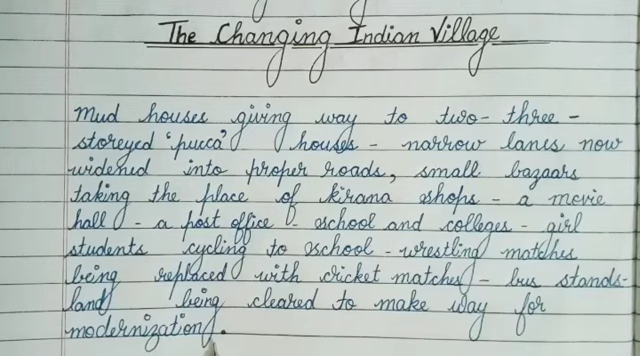 The Changing Indian Village
Mud houses giving way to two- three -
storeyed 'pucca' houses - narrow lanes now
widened into proper roads, small bazaars
taking the place of kirana shops - a movie
hall - a post office - school and colleges - girl
students cycling to school - wrestling matches
being replaced with cricket matches - bus stands-
land being cleared to make way for
modernization.